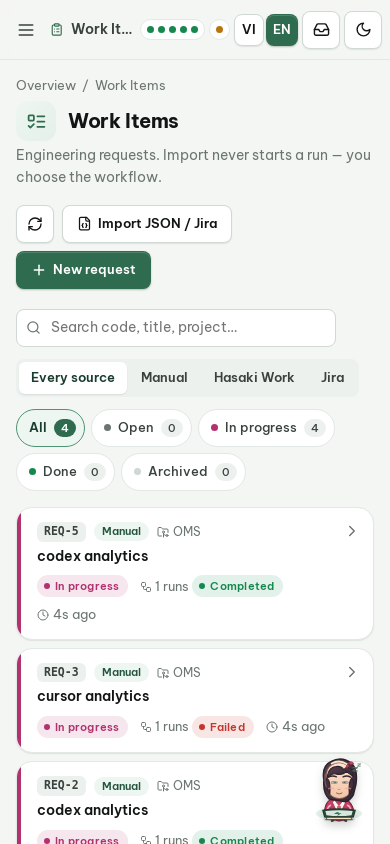 Work It...
VI
EN
Overview / Work Items
Work Items
Engineering requests. Import never starts a run — you
choose the workflow.
Import JSON / Jira
New request
Search code, title, project...
Every source
Manual
Hasaki Work
Jira
All 4
Open 0
In progress 4
Done 0
Archived 0
REQ-5 Manual OMS
codex analytics
In progress 1 runs Completed
4s ago
REQ-3 Manual OMS
cursor analytics
In progress 1 runs Failed 4s ago
REQ-2 Manual OMS
codex analytics
In progress 1 runs Completed